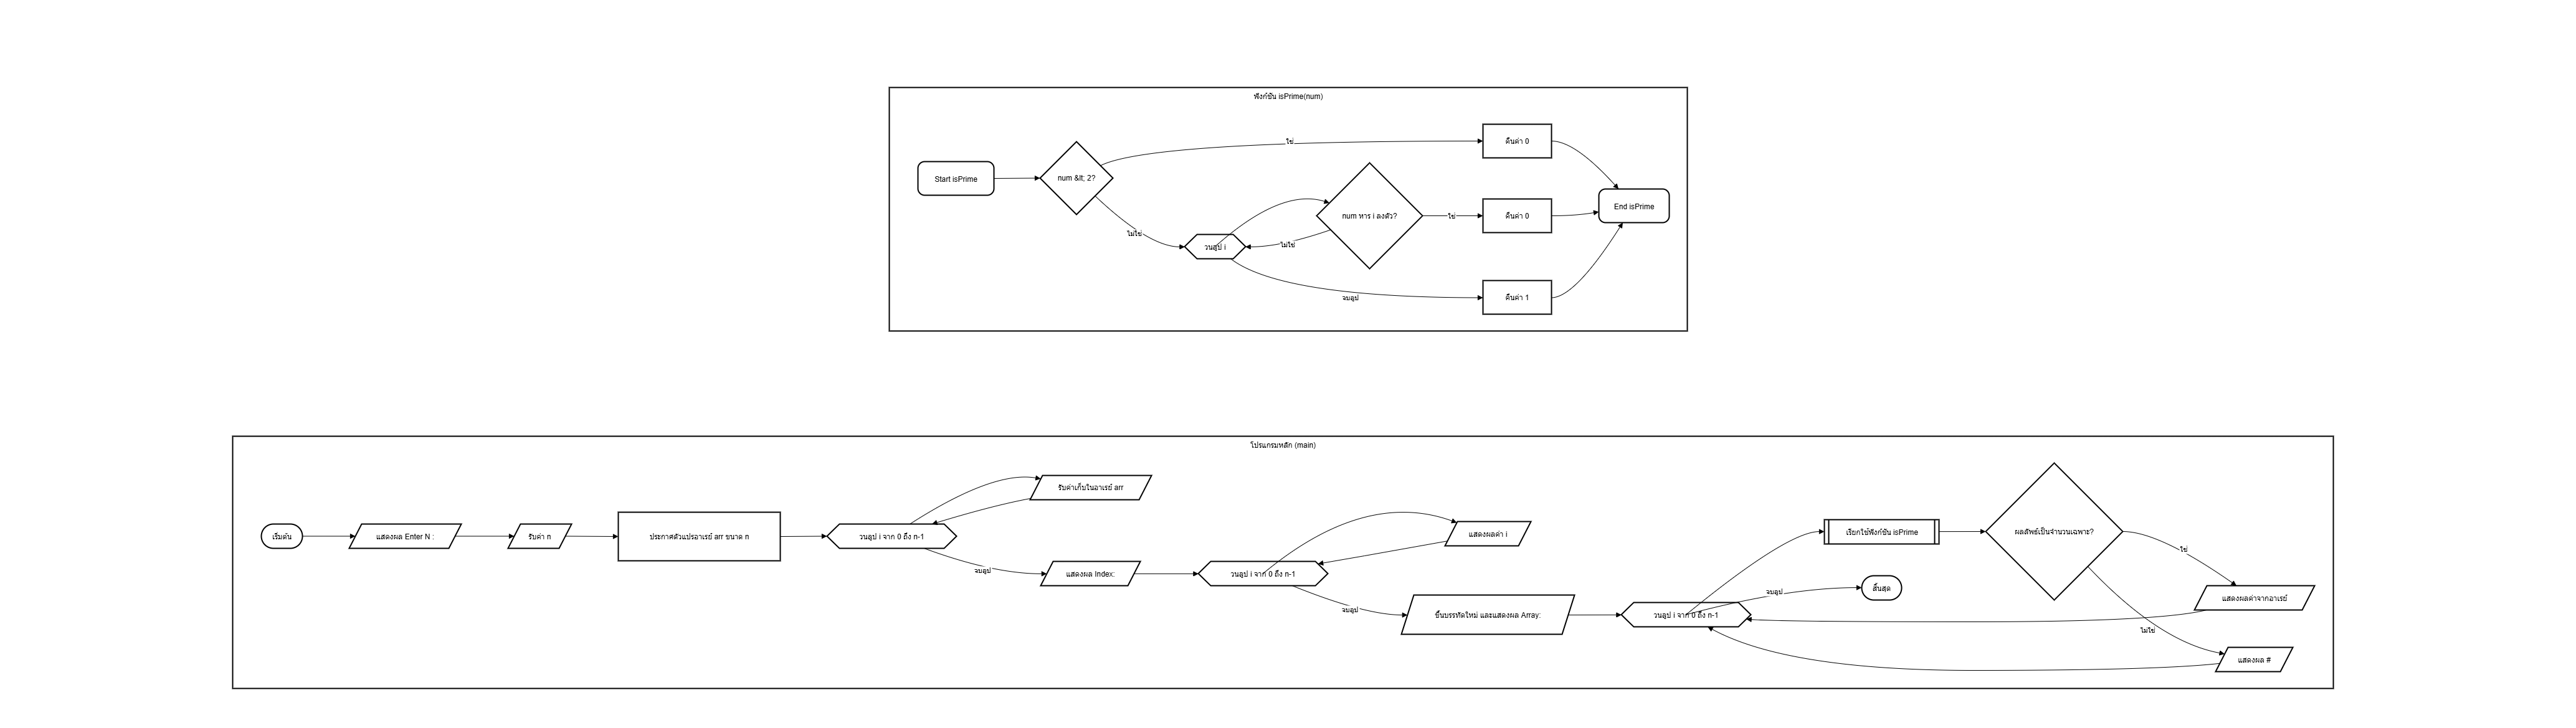 ฟังก์ชัน isPrime(num)
Start isPrime
num &lt; 2?
ใช่
ไม่ใช่
วนลูป i
num หาร i ลงตัว?
ใช่
ไม่ใช่
จบลูป
คืนค่า 0
คืนค่า 0
คืนค่า 1
End isPrime
โปรแกรมหลัก (main)
เริ่มต้น
แสดงผล Enter N :
รับค่า n
ประกาศตัวแปรอาเรย์ arr ขนาด n
วนลูป i จาก 0 ถึง n-1
รับค่าเก็บในอาเรย์ arr
จบลูป
แสดงผล Index:
วนลูป i จาก 0 ถึง n-1
แสดงผลค่า i
จบลูป
ขึ้นบรรทัดใหม่ และแสดงผล Array:
วนลูป i จาก 0 ถึง n-1
เรียกใช้ฟังก์ชัน isPrime
จบลูป
สิ้นสุด
ผลลัพธ์เป็นจำนวนเฉพาะ?
ใช่
แสดงผลค่าจากอาเรย์
ไม่ใช่
แสดงผล #